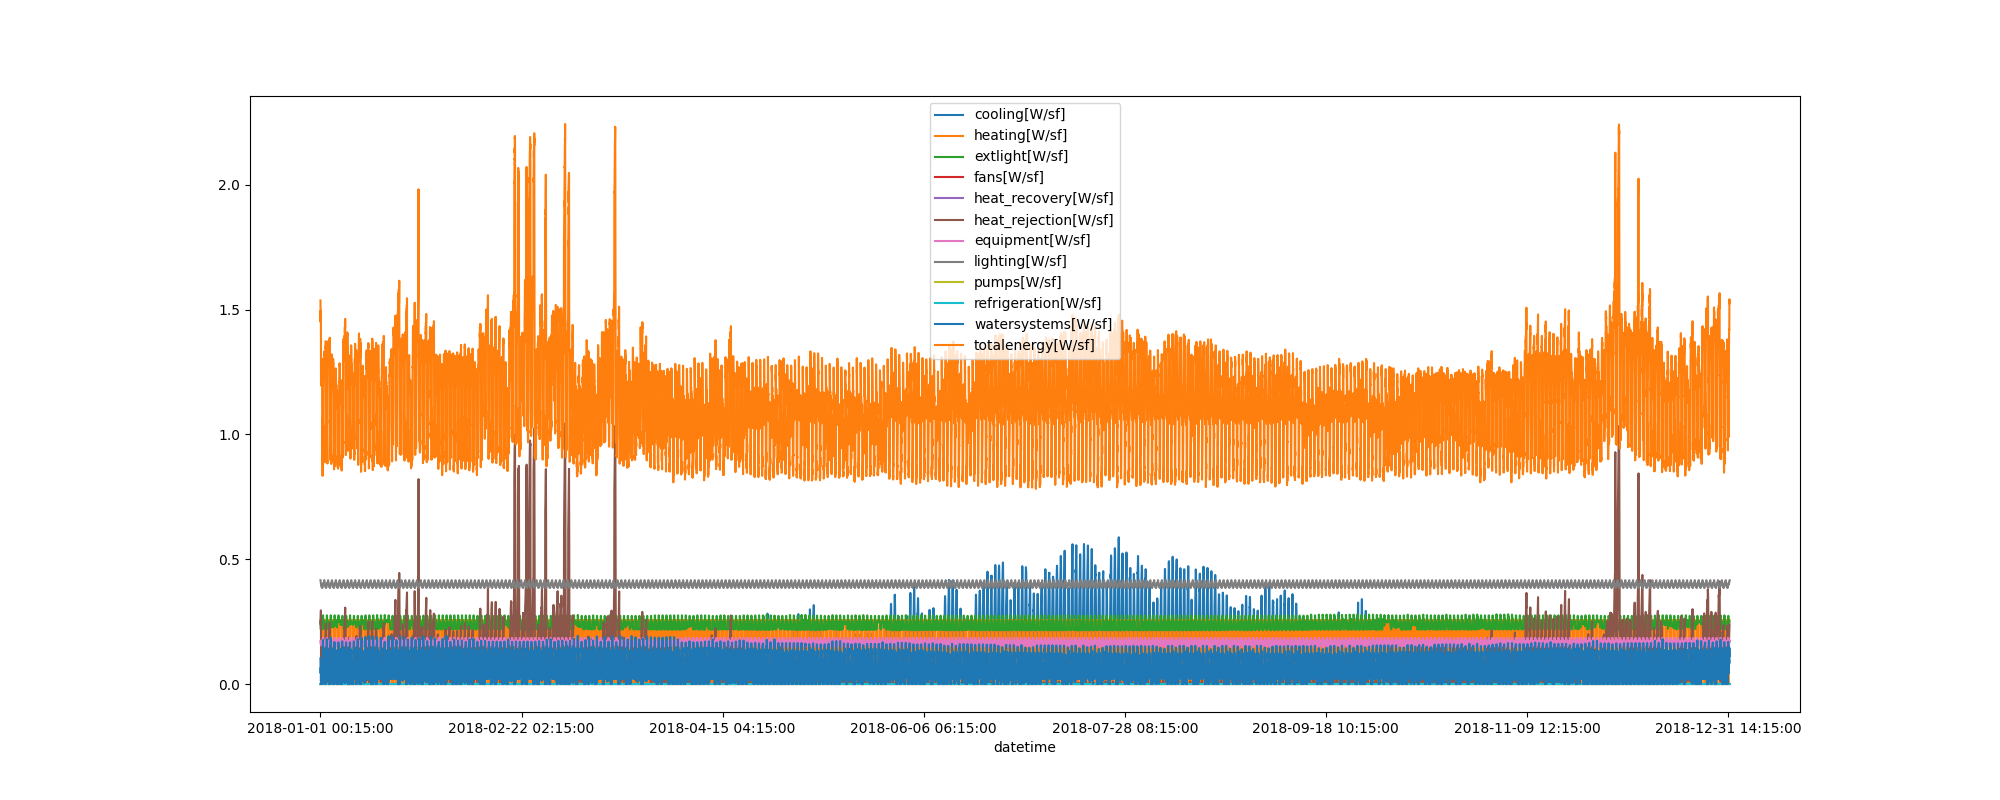 cooling[W/sf]
heating[W/sf]
extlight[W/sf]
fans[W/sf]
heat_recovery[W/sf]
heat_rejection[W/sf]
equipment[W/sf]
lighting[W/sf]
pumps[W/sf]
refrigeration[W/sf]
watersystems[W/sf]
totalenergy[W/sf]
2.0
1.5
1.0
0.5
0.0
2018-01-01 00:15:00 2018-02-22 02:15:00 2018-04-15 04:15:00 2018-06-06 06:15:00 2018-07-28 08:15:00 2018-09-18 10:15:00 2018-11-09 12:15:00 2018-12-31 14:15:00
datetime